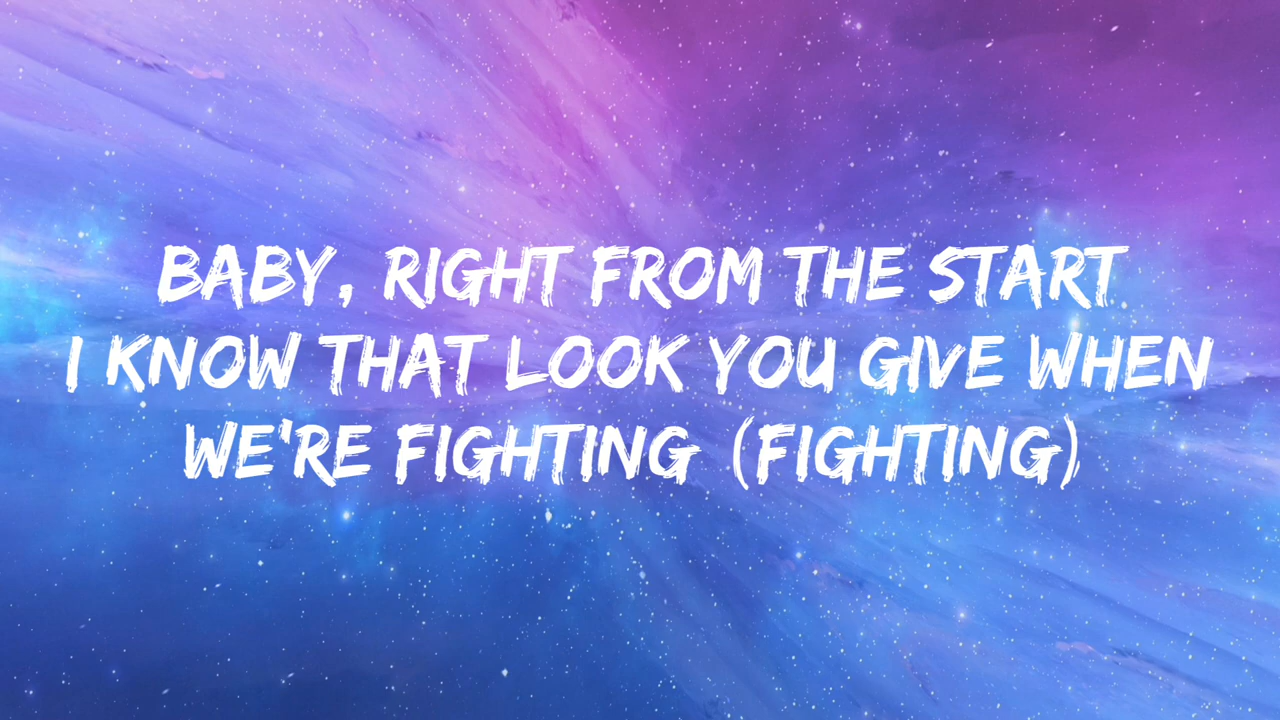 BABY, RIGHT FROM THE START
I KNOW THAT LOOK YOU GIVE WHEN
WE'RE FIGHTING (FIGHTING)